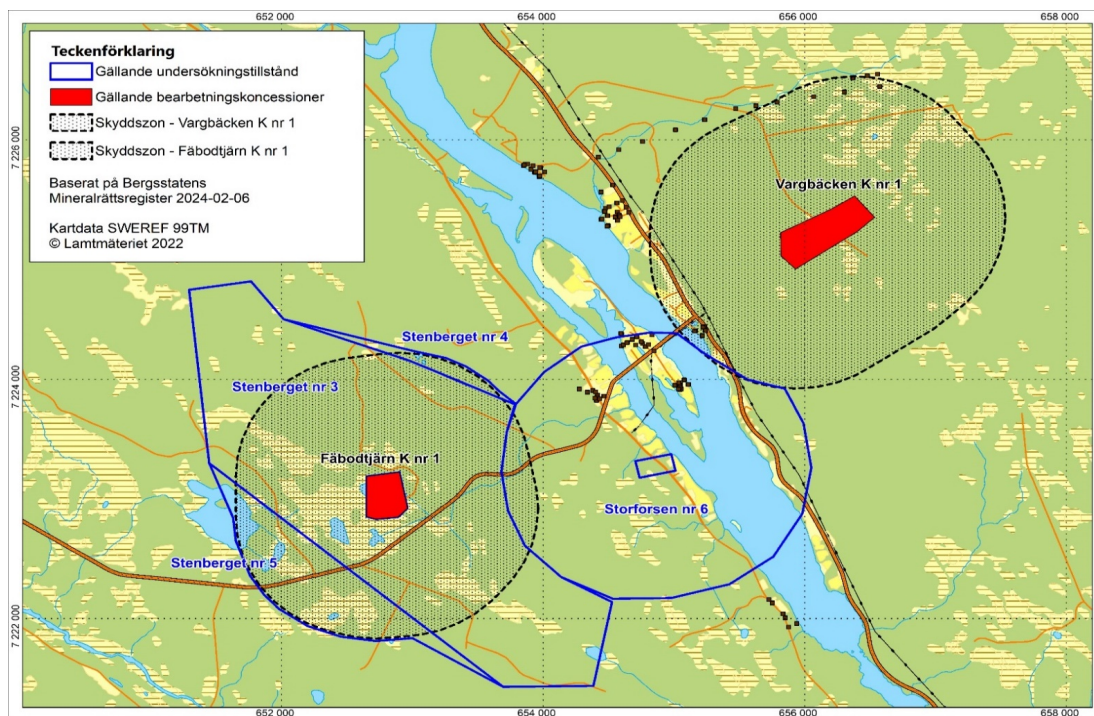 652 000
654 000
656 000
658 000
Teckenförklaring
Gällande undersökningstillstånd
Gällande bearbetningskoncessioner
Skyddszon - Vargbäcken K nr 1
Skyddszon - Fäbodtjärn K nr 1
Baserat på Bergsstatens
Mineralrättsregister 2024-02-06
Kartdata SWEREF 99TM
© Lamtmäteriet 2022
7 228 000
Vargbäcken K nr 1
Stenberget nr 4
7 224 000
Stenberget nr 3
Fäbodtjärn K nr 1
Storforsen nr 6
Stenberget nr 5
7 222 000
652 000
654 000
656 000
658 000